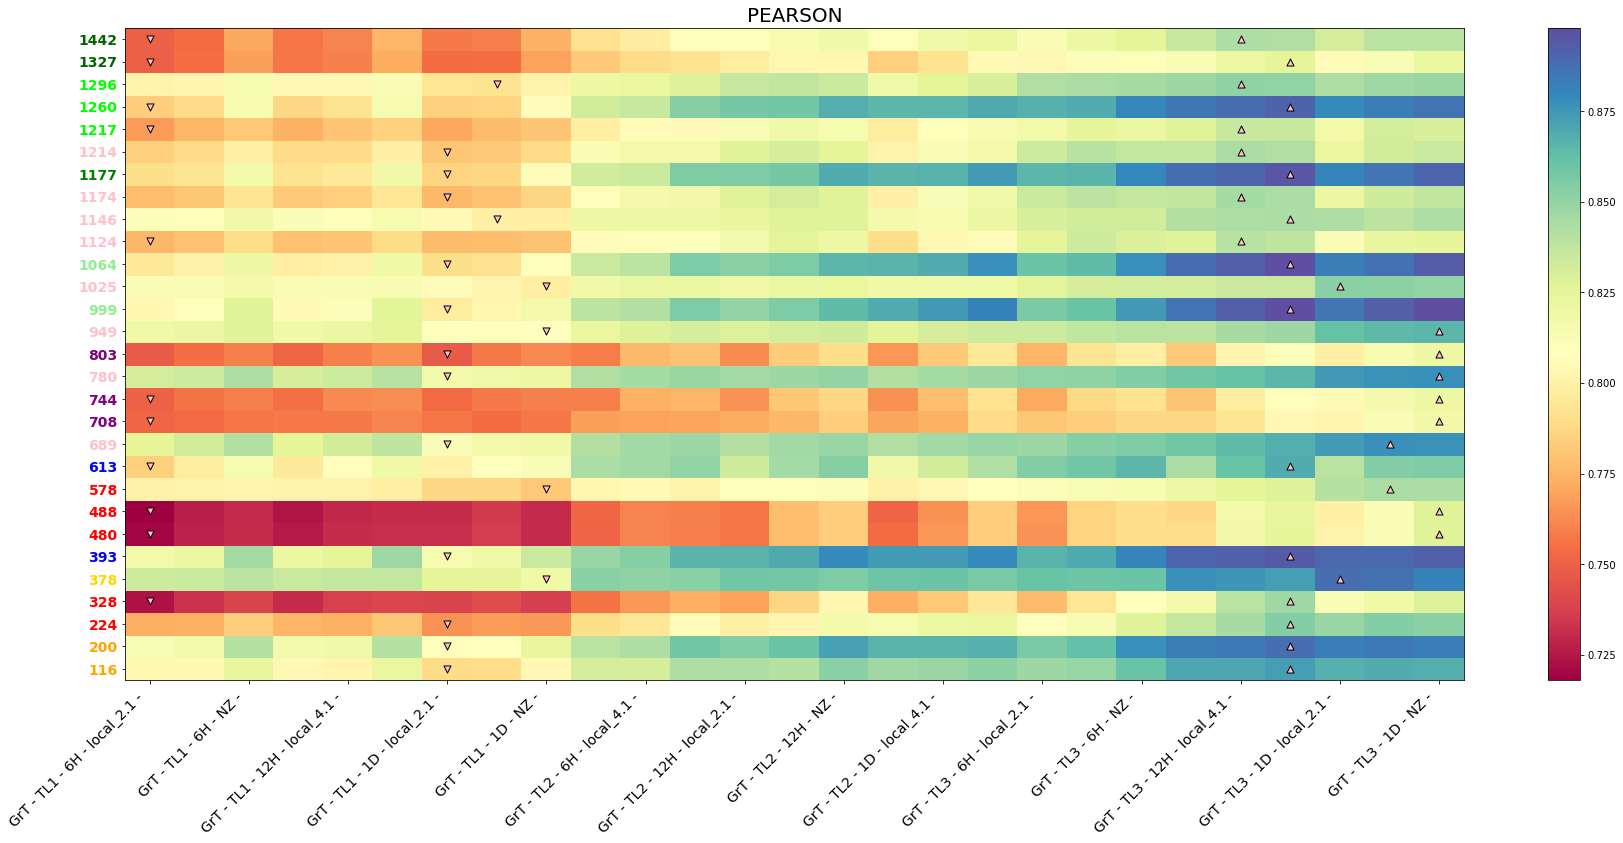 PEARSON
1442
1327
1296
1260
1217
1214
1177
1174
1146
1124
1064
1025
999
949
803
780
744
708
689
613
578
488
480
393
378
328
224
200
116
GrT - TL1 - 6H - local_2.1 -
GrT - TL1 - 6H - NZ -
GrT - TL1 - 12H - local_4.1 -
GrT - TL1 - 1D - local_2.1 -
GrT - TL1 - 1D - NZ -
GrT - TL2 - 6H - local_4.1 -
GrT - TL2 - 12H - local_2.1 -
GrT - TL2 - 12H - NZ -
GrT - TL2 - 1D - local_4.1 -
GrT - TL3 - 6H - local_2.1 -
GrT - TL3 - 6H - NZ -
GrT - TL3 - 12H - local_4.1 -
GrT - TL3 - 1D - local_2.1 -
GrT - TL3 - 1D - NZ -
0.875
0.850
0.825
0.800
0.775
0.750
0.725